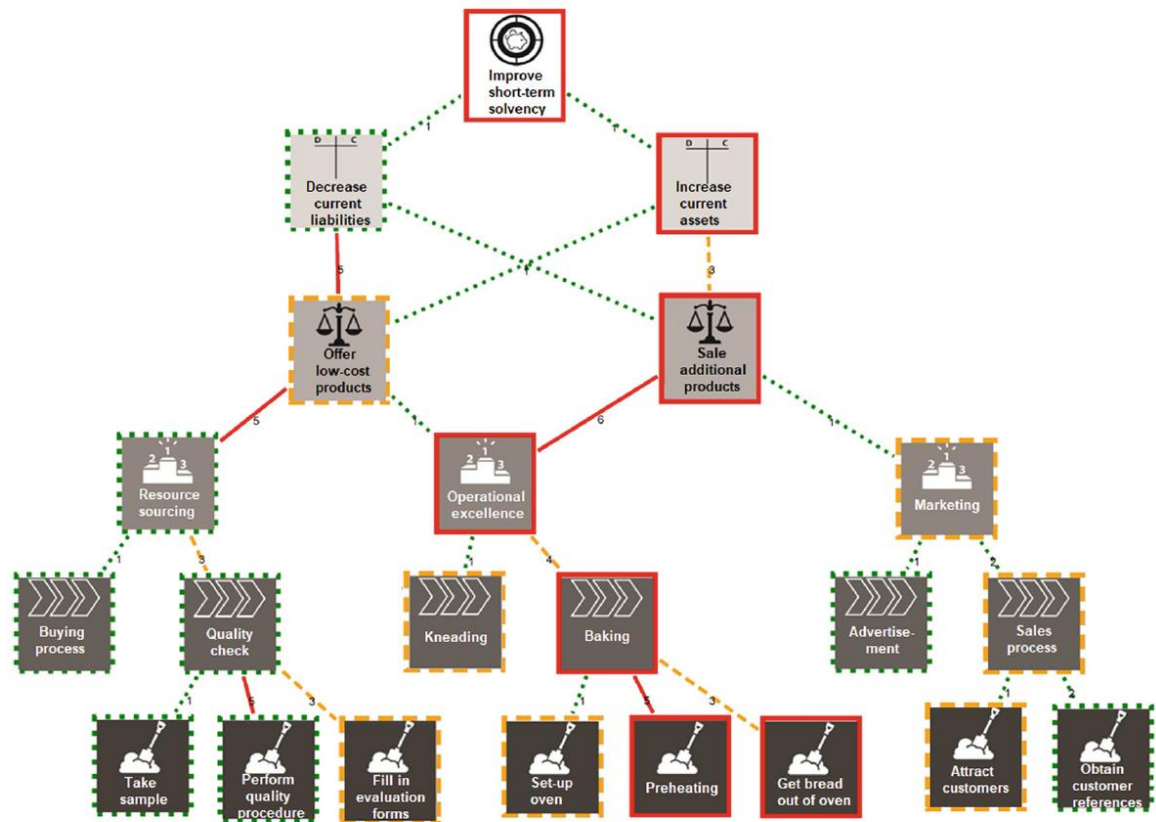 Improve
short-term
solvency
1
1
D C
Decrease
current
liabilities
D C
Increase
current
assets
5
1
3
Offer
low-cost
products
Sale
additional
products
5
1
6
1
1
2 3
Resource
sourcing
1
2 3
Operational
excellence
1
2 3
Marketing
1
3
1
4
1
2
Buying
process
Quality
check
Kneading
Baking
Advertise-
ment
Sales
process
1
5
3
1
5
3
1
2
Take
sample
Perform
quality
procedure
Fill in
evaluation
forms
Set-up
oven
Preheating
Get bread
out of oven
Attract
customers
Obtain
customer
references